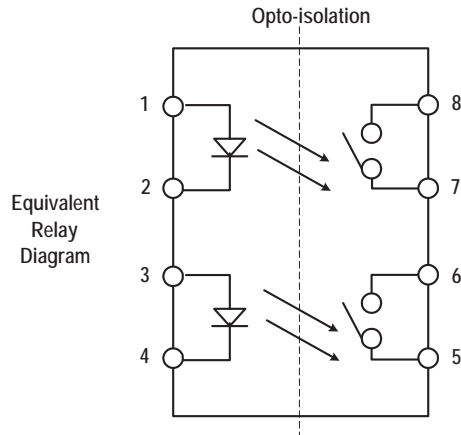 Opto-isolation
1
8
2
7
Equivalent
Relay
Diagram
3
6
4
5